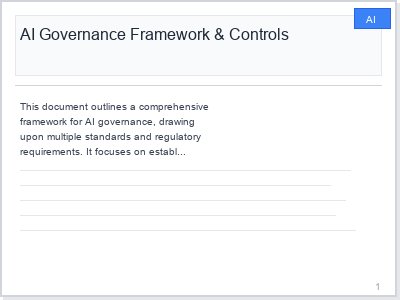 AI
AI Governance Framework & Controls
This document outlines a comprehensive
framework for AI governance, drawing
upon multiple standards and regulatory
requirements. It focuses on establ...
1